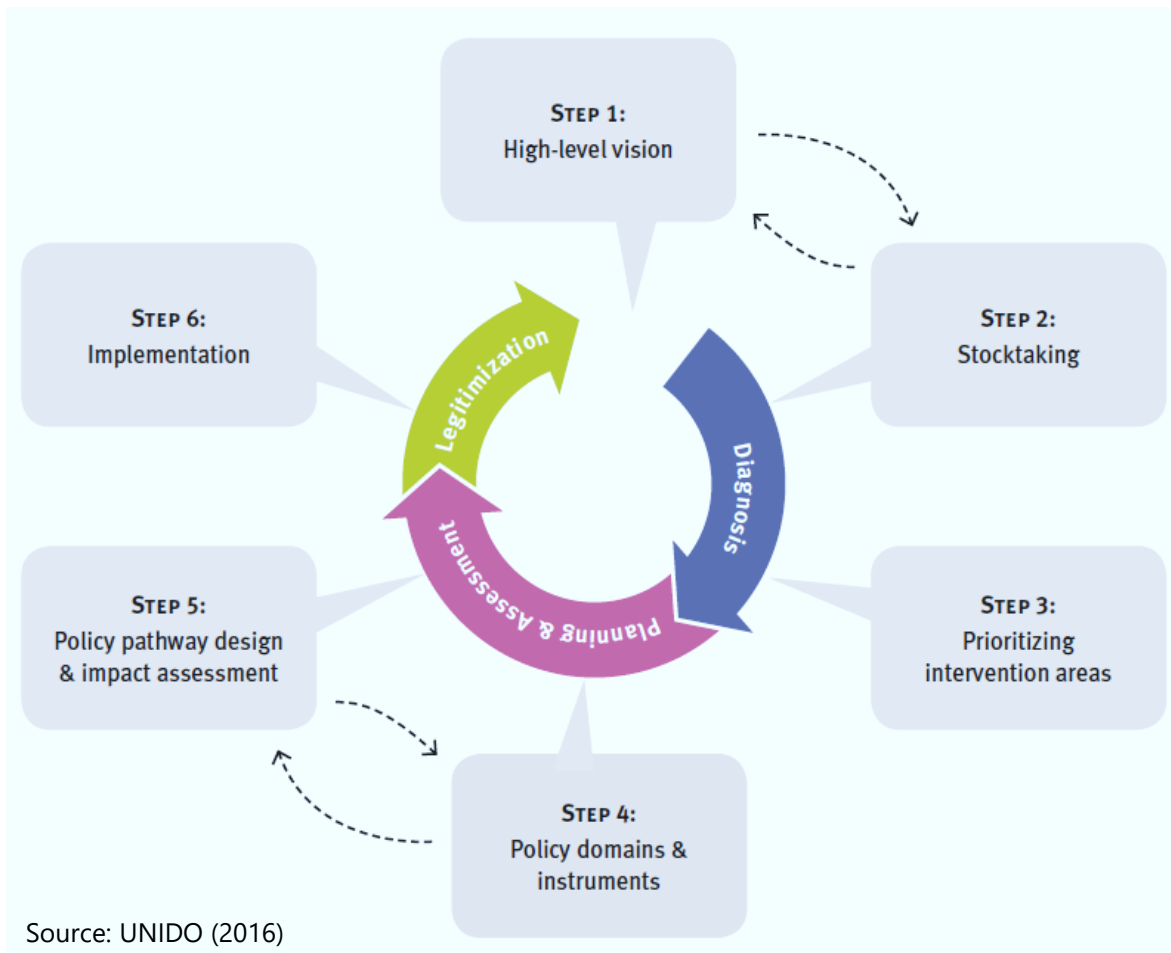 STEP 1:
High-level vision
STEP 2:
Stocktaking
STEP 3:
Prioritizing
intervention areas
STEP 4:
Policy domains &
instruments
STEP 5:
Policy pathway design
& impact assessment
STEP 6:
Implementation
Diagnosis
Planning & Assessment
Legitimization
Source: UNIDO (2016)